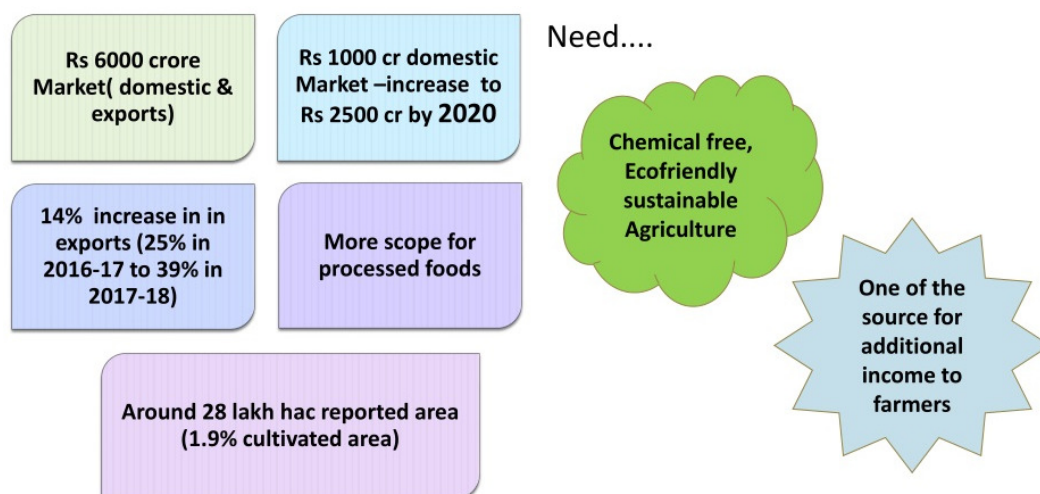 Rs 6000 crore
Market( domestic &
exports)
Rs 1000 cr domestic
Market –increase to
Rs 2500 cr by 2020
14% increase in in
exports (25% in
2016-17 to 39% in
2017-18)
More scope for
processed foods
Around 28 lakh hac reported area
(1.9% cultivated area)
Need....
Chemical free,
Ecofriendly
sustainable
Agriculture
One of the
source for
additional
income to
farmers